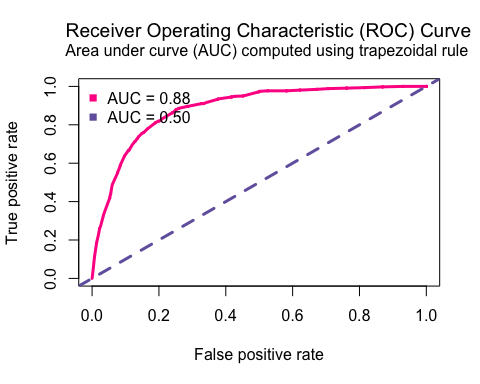 Receiver Operating Characteristic (ROC) Curve
Area under curve (AUC) computed using trapezoidal rule
AUC = 0.88
AUC = 0.50
True positive rate
1.0
0.8
0.6
0.4
0.2
0.0
0.0 0.2 0.4 0.6 0.8 1.0
False positive rate